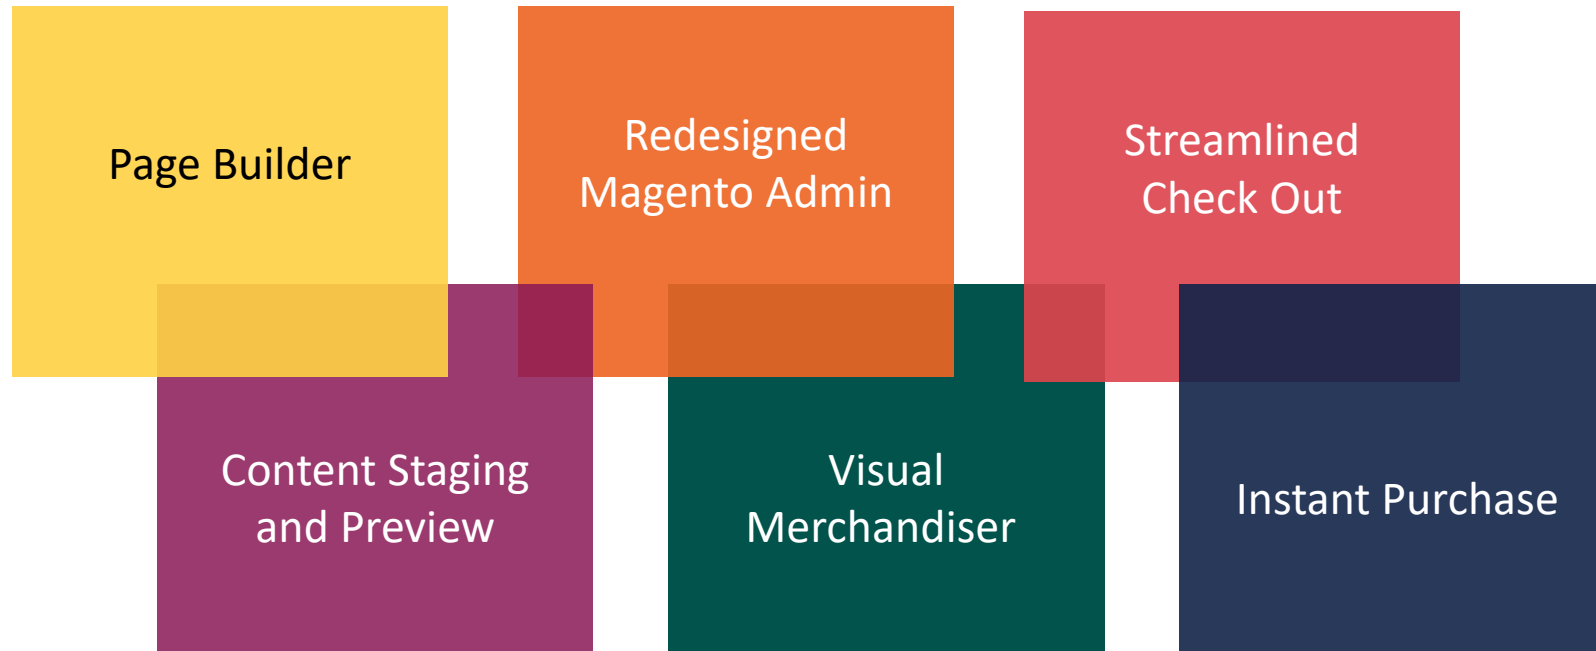 Page Builder
Redesigned
Magento Admin
Streamlined
Check Out
Content Staging
and Preview
Visual
Merchandiser
Instant Purchase